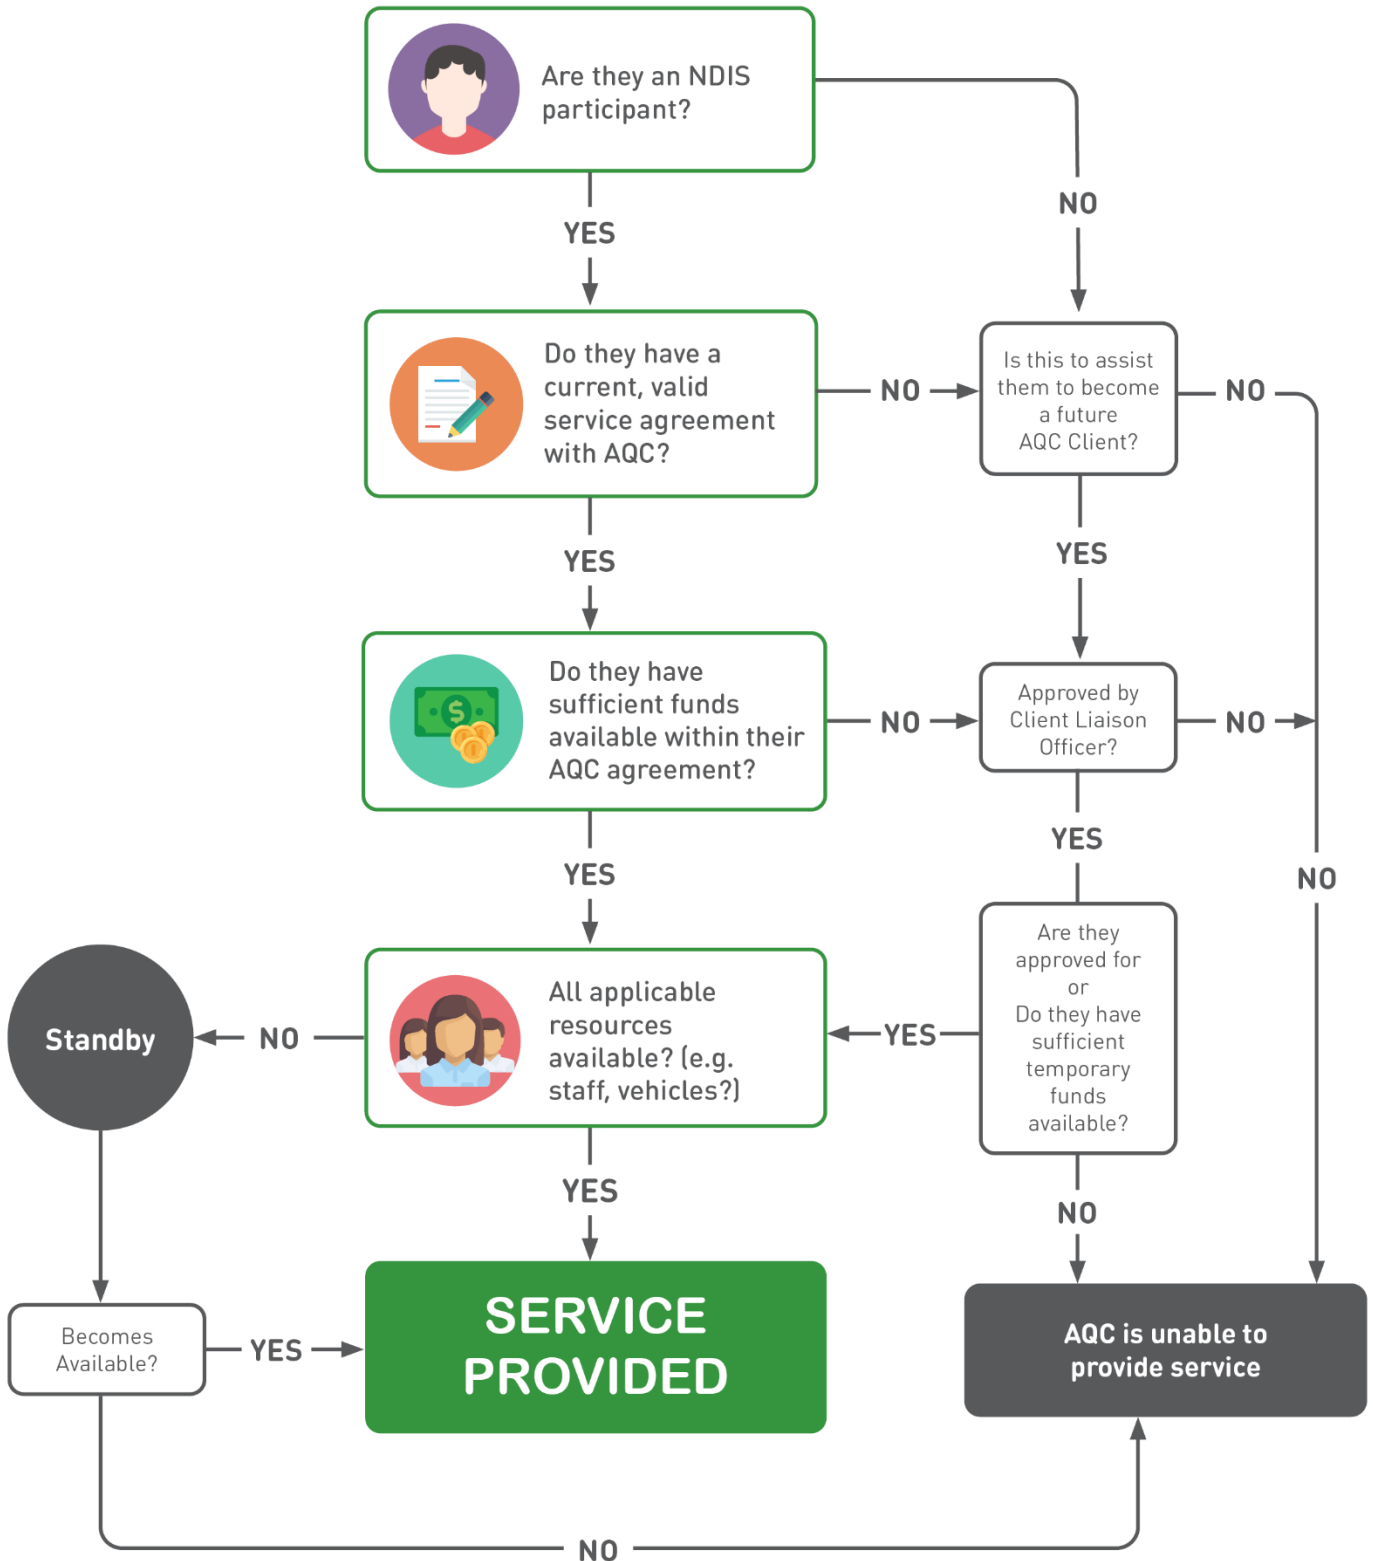 Are they an NDIS
participant?
NO
YES
Do they have a
current, valid
service agreement
with AQC?
NO
Is this to assist
them to become
a future
AQC Client?
NO
YES
YES
Do they have
sufficient funds
available within their
AQC agreement?
NO
Approved by
Client Liaison
Officer?
NO
YES
YES
NO
Are they
approved for
or
Do they have
sufficient
temporary
funds
available?
Standby
NO
All applicable
resources
available? (e.g.
staff, vehicles?)
YES
YES
NO
SERVICE
PROVIDED
AQC is unable to
provide service
Becomes
Available?
YES
NO